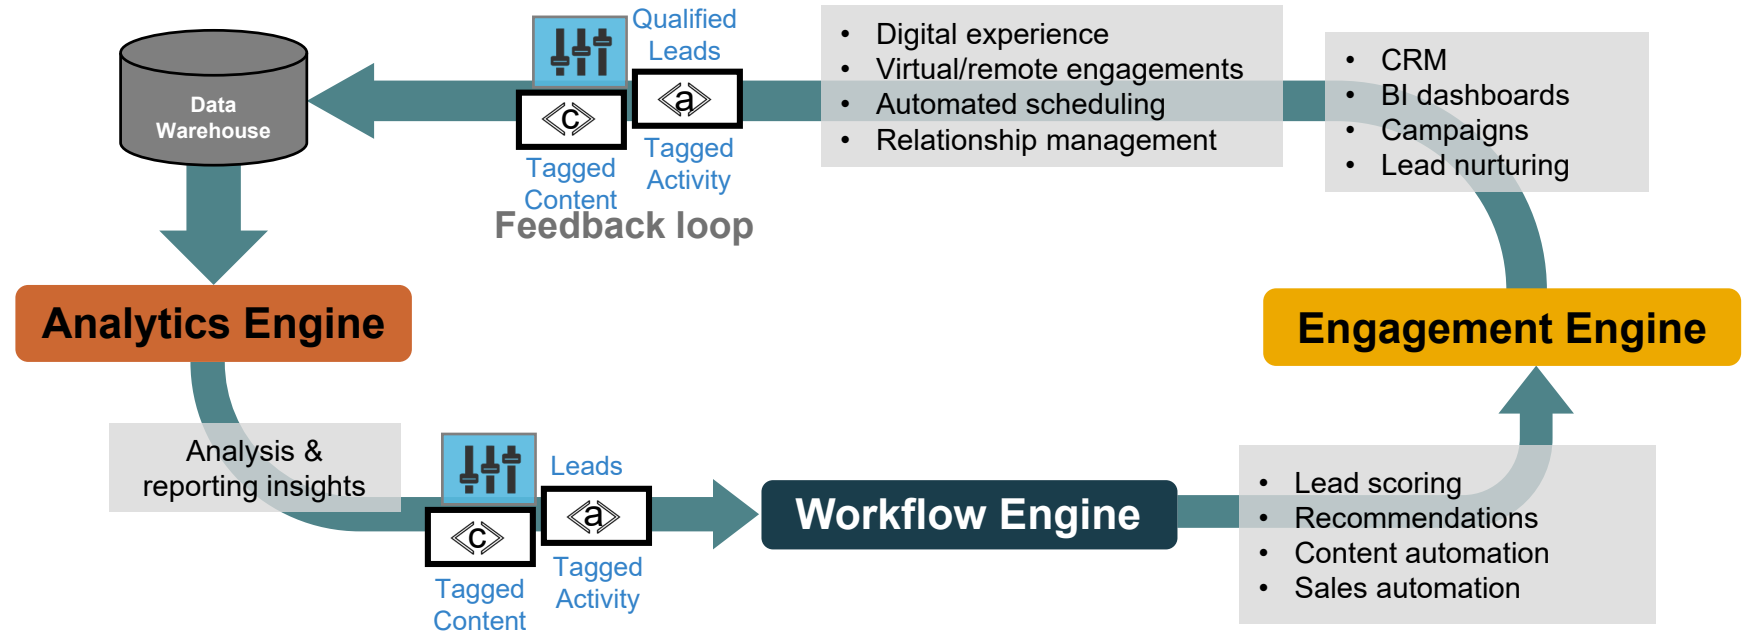 Data
Warehouse
Qualified
Leads
<c>
<a>
Tagged
Content
Tagged
Activity
Feedback loop
• Digital experience
• Virtual/remote engagements
• Automated scheduling
• Relationship management
• CRM
• BI dashboards
• Campaigns
• Lead nurturing
Analytics Engine
Engagement Engine
Analysis &
reporting insights
Leads
<c>
<a>
Tagged
Content
Tagged
Activity
Workflow Engine
• Lead scoring
• Recommendations
• Content automation
• Sales automation